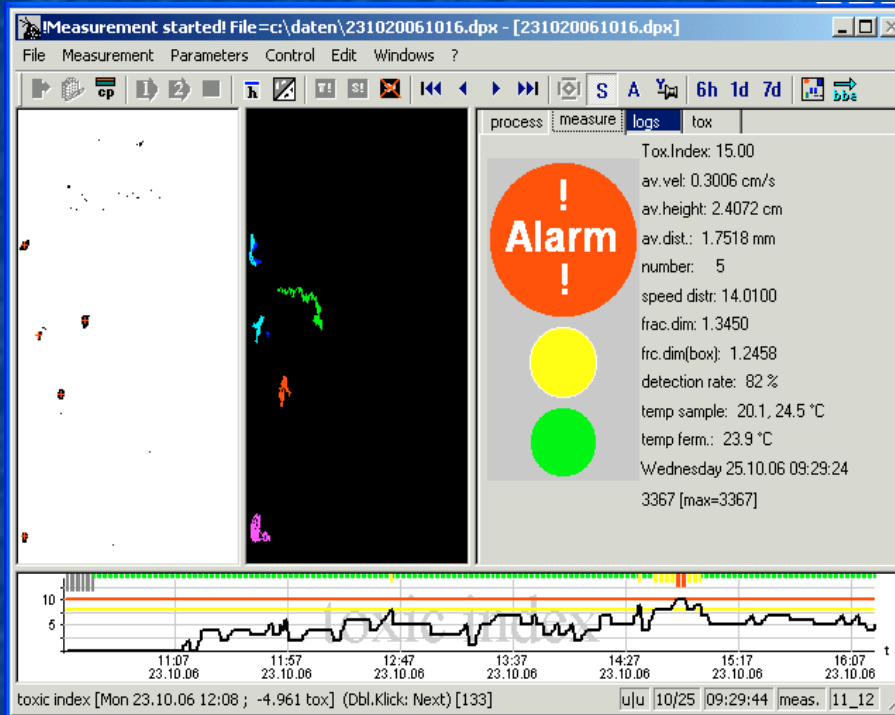 !Measurement started! File=c:\daten\231020061016.dpx - [231020061016.dpx]
File Measurement Parameters Control Edit Windows ?
cp 1 2 h T! S! S A Y 6h 1d 7d bbe
process measure logs tox
Tox.Index: 15.00
av.vel: 0.3006 cm/s
av.height: 2.4072 cm
av.dist.: 1.7518 mm
number: 5
speed distr: 14.0100
frac.dim: 1.3450
frc.dim(box): 1.2458
detection rate: 82 %
temp sample: 20.1, 24.5 °C
temp ferm.: 23.9 °C
Wednesday 25.10.06 09:29:24
3367 [max=3367]
!
Alarm
!
10
5
toxic index
11:07 11:57 12:47 13:37 14:27 15:17 16:07 t
23.10.06 23.10.06 23.10.06 23.10.06 23.10.06 23.10.06 23.10.06
toxic index [Mon 23.10.06 12:08 ; -4.961 tox] (Dbl.Klick: Next) [133] u|u 10/25 09:29:44 meas. 11_12